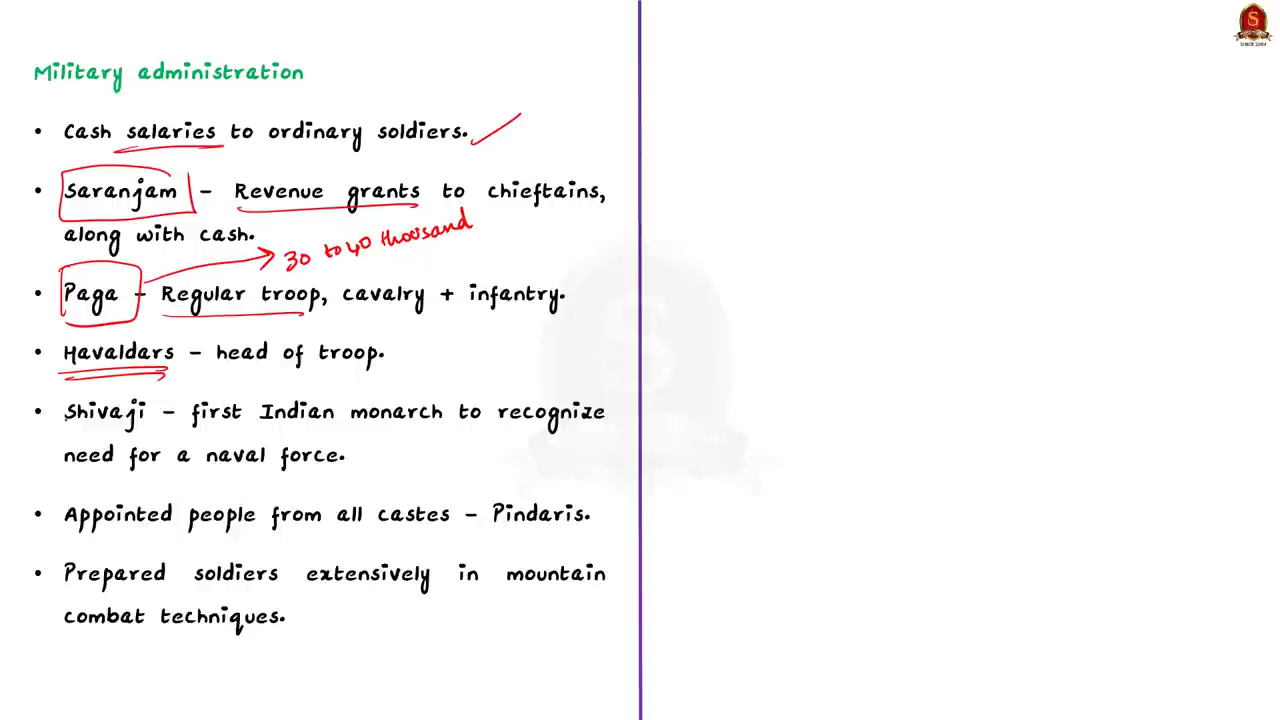 Military administration
• Cash salaries to ordinary soldiers.
• Saranjam - Revenue grants to chieftains,
along with cash.
30 to 40 thousand
• Paga - Regular troop, cavalry + infantry.
• Havaldars - head of troop.
• Shivaji - first Indian monarch to recognize
need for a naval force.
• Appointed people from all castes - Pindaris.
• Prepared soldiers extensively in mountain
combat techniques.
S
SINCE 2004